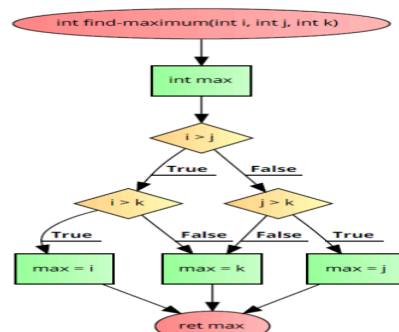 int find-maximum(int i, int j, int k)
int max
i > j
True False
i > k j > k
True False False True
max = i max = k max = j
ret max